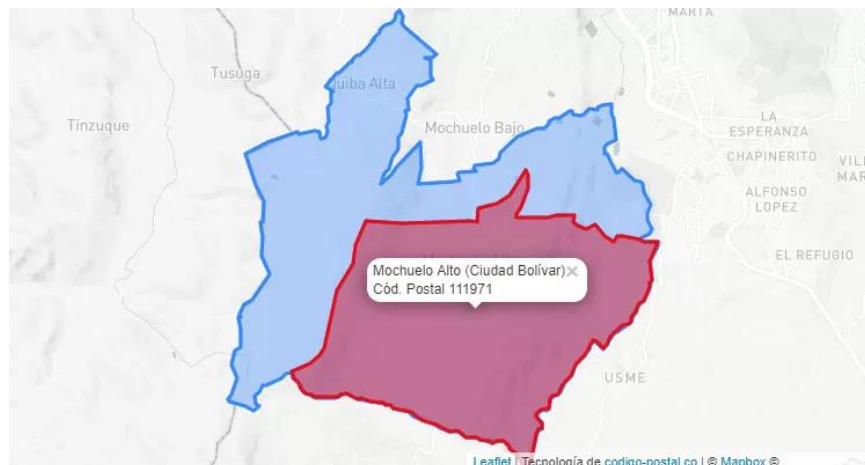 MARTA
Tusuga
uiba Alta
Tinzuque
Mochuelo Bajo
LA
ESPERANZA
CHAPINERITO
VIL
MAR
ALFONSO
LOPEZ
EL REFUGIO
Mochuelo Alto (Ciudad Bolívar)×
Cód. Postal 111971
USME
Leaflet | Tecnología de codigo-postal.co | © Mapbox ©